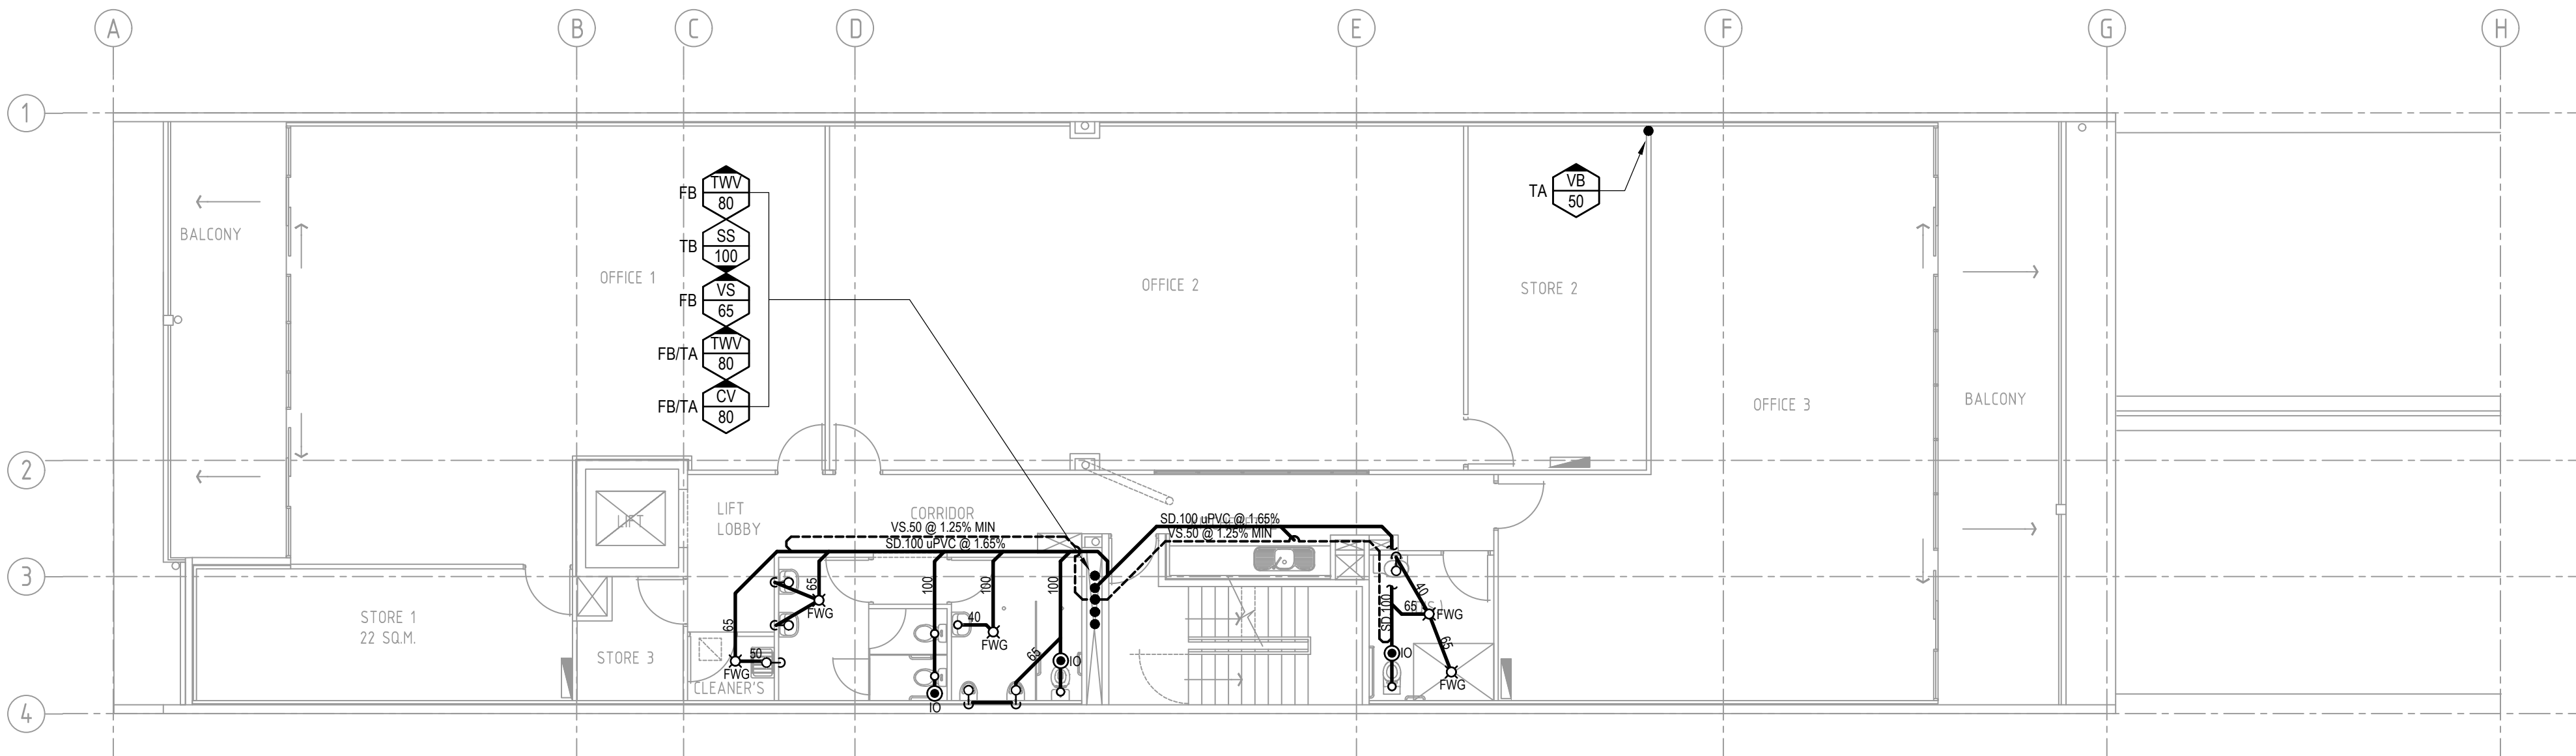 A
B
C
D
E
F
G
H
1
2
3
4
BALCONY
OFFICE 1
OFFICE 2
STORE 2
OFFICE 3
BALCONY
FB
TWV
80
TB
SS
100
FB
VS
65
FB/TA
TWV
80
FB/TA
CV
80
TA
VB
50
LIFT
LIFT
LOBBY
CORRIDOR
VS.50 @ 1.25% MIN
SD.100 uPVC @ 1.65%
SD.100 uPVC @ 1.65%
VS.50 @ 1.25% MIN
STORE 1
22 SQ.M.
STORE 3
CLEANER'S
65
50
FWG
65
FWG
100
IO
100
40
FWG
100
65
IO
SD.100
40
65
FWG
65
IO
FWG